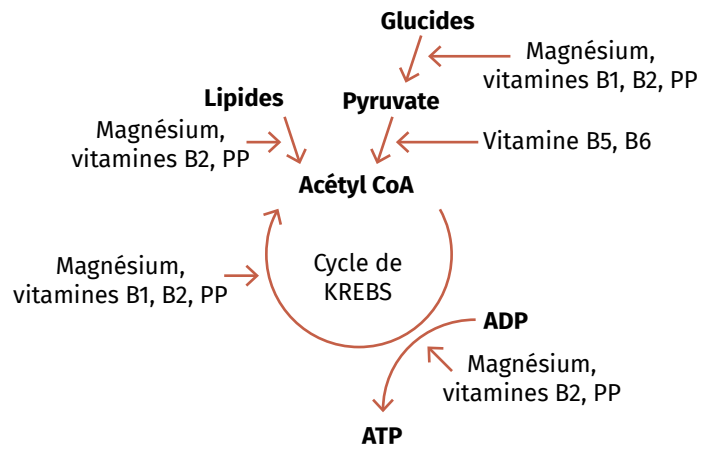 Glucides
Magnésium,
vitamines B1, B2, PP
Lipides
Pyruvate
Magnésium,
vitamines B2, PP
Vitamine B5, B6
Acétyl CoA
Magnésium,
vitamines B1, B2, PP
Cycle de
KREBS
ADP
Magnésium,
vitamines B2, PP
ATP